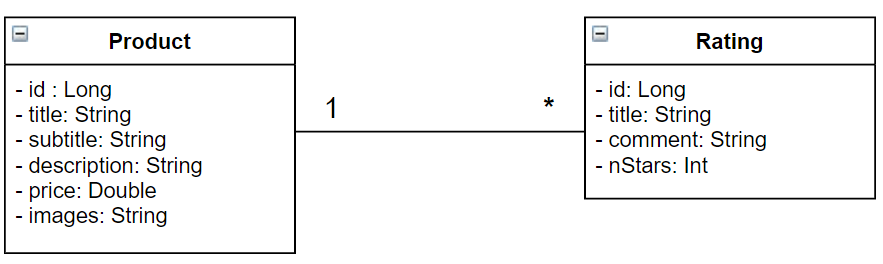 Product
- id : Long
- title: String
- subtitle: String
- description: String
- price: Double
- images: String
1
*
Rating
- id: Long
- title: String
- comment: String
- nStars: Int